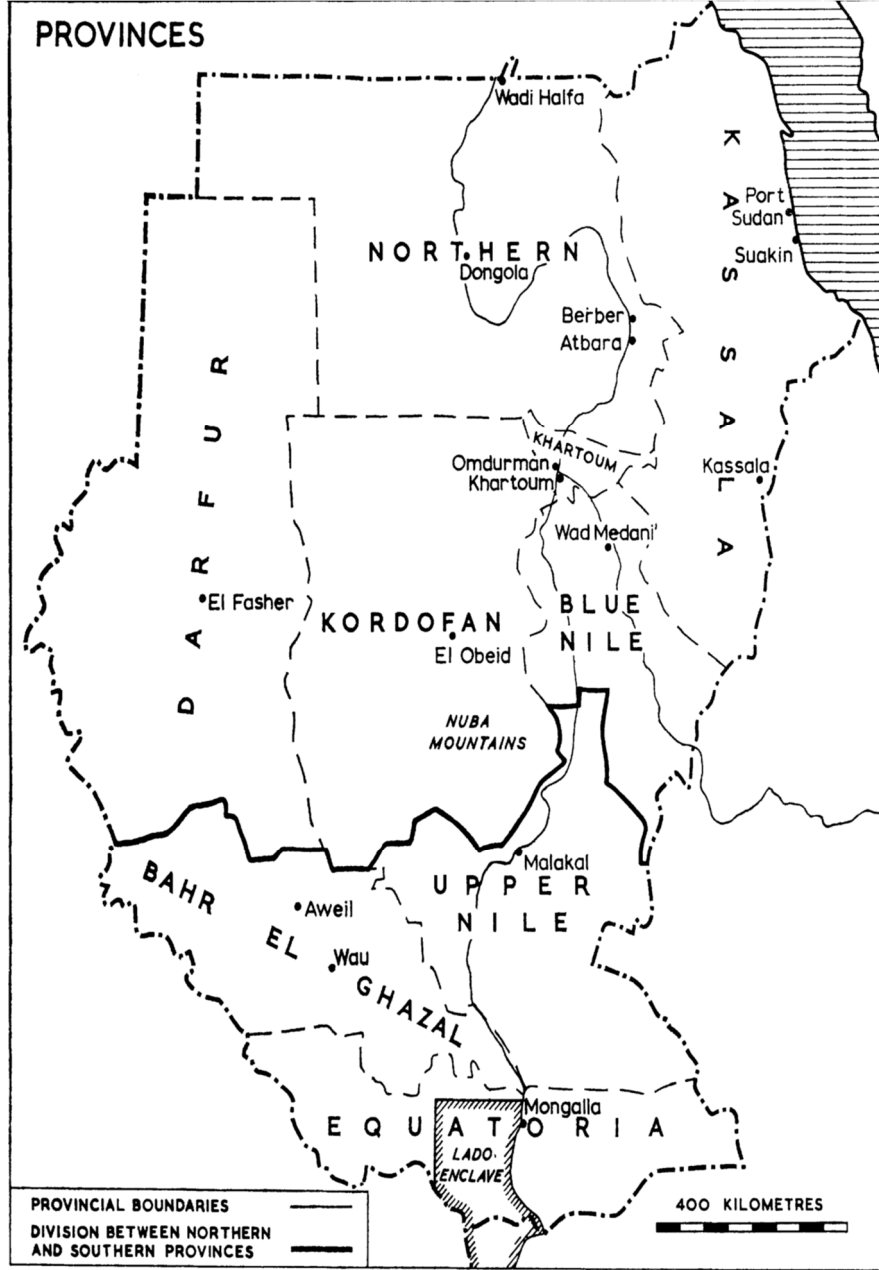 PROVINCES
Wadi Halfa
KASSALA
Port
Sudan
Suakin
NORTHERN
Dongola
Berber
Atbara
DARFUR
KHARTOUM
Omdurman
Khartoum
Kassala
Wad Medani
El Fasher
BLUE
NILE
KORDOFAN
El Obeid
NUBA
MOUNTAINS
Malakal
UPPER
NILE
BAHR
EL
GHAZAL
Aweil
Wau
Mongalla
EQUATORIA
LADO
ENCLAVE
PROVINCIAL BOUNDARIES
DIVISION BETWEEN NORTHERN
AND SOUTHERN PROVINCES
400 KILOMETRES